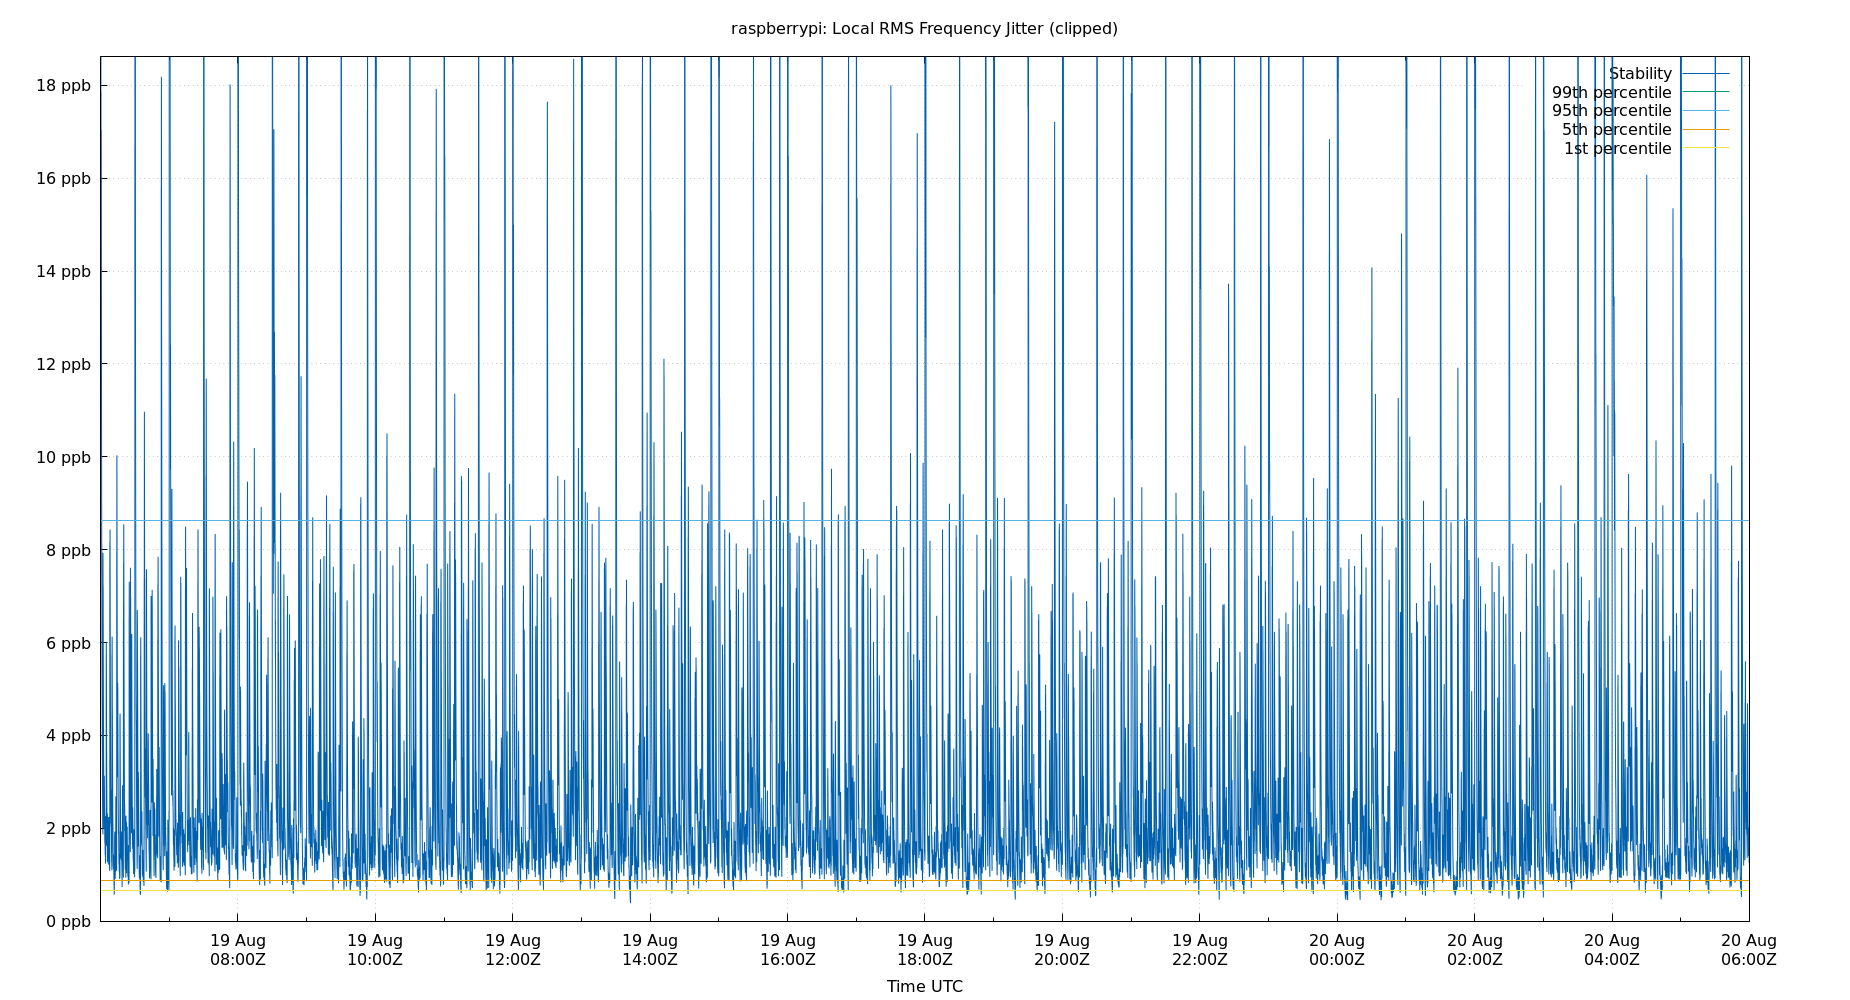 raspberrypi: Local RMS Frequency Jitter (clipped)
18 ppb
16 ppb
14 ppb
12 ppb
10 ppb
8 ppb
6 ppb
4 ppb
2 ppb
0 ppb
Stability
99th percentile
95th percentile
5th percentile
1st percentile
19 Aug
08:00Z
19 Aug
10:00Z
19 Aug
12:00Z
19 Aug
14:00Z
19 Aug
16:00Z
19 Aug
18:00Z
19 Aug
20:00Z
19 Aug
22:00Z
20 Aug
00:00Z
20 Aug
02:00Z
20 Aug
04:00Z
20 Aug
06:00Z
Time UTC